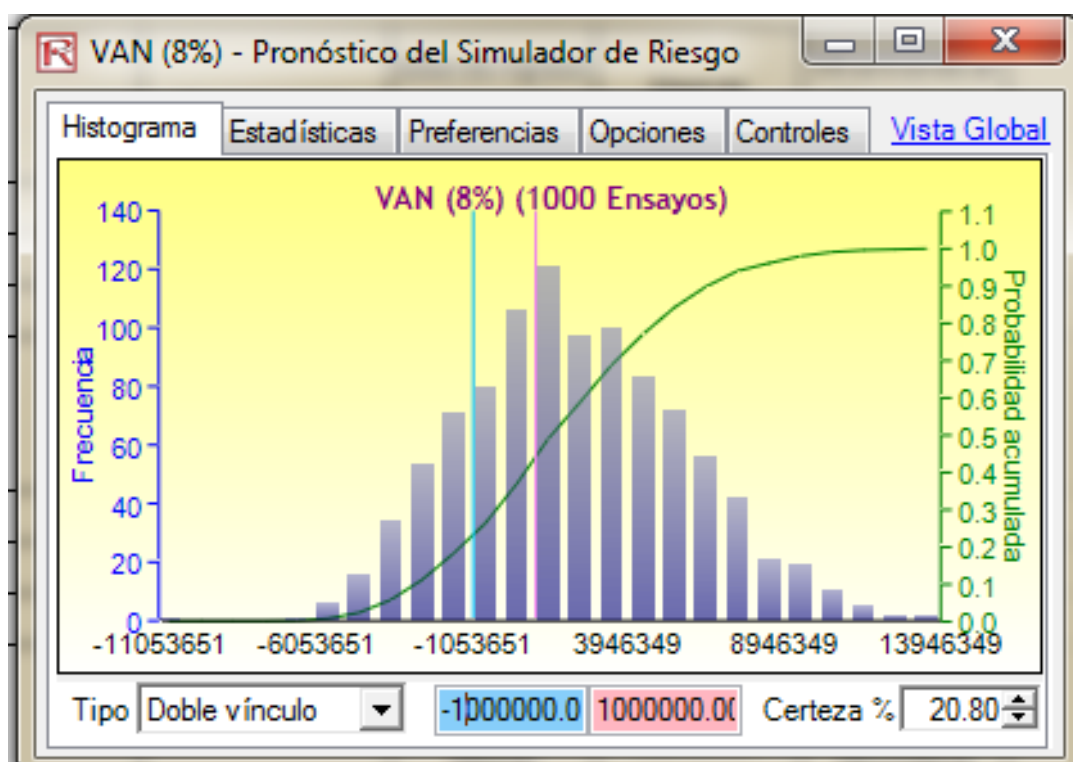 VAN (8%) - Pronóstico del Simulador de Riesgo
Histograma Estadísticas Preferencias Opciones Controles Vista Global
VAN (8%) (1000 Ensayos)
Frecuencia
140
120
100
80
60
40
20
0
1.1
1.0
0.9
0.8
0.7
0.6
0.5
0.4
0.3
0.2
0.1
0.0
Probabilidad acumulada
-11053651 -6053651 -1053651 3946349 8946349 13946349
Tipo Doble vínculo -1000000.0 1000000.0 Certeza % 20.80